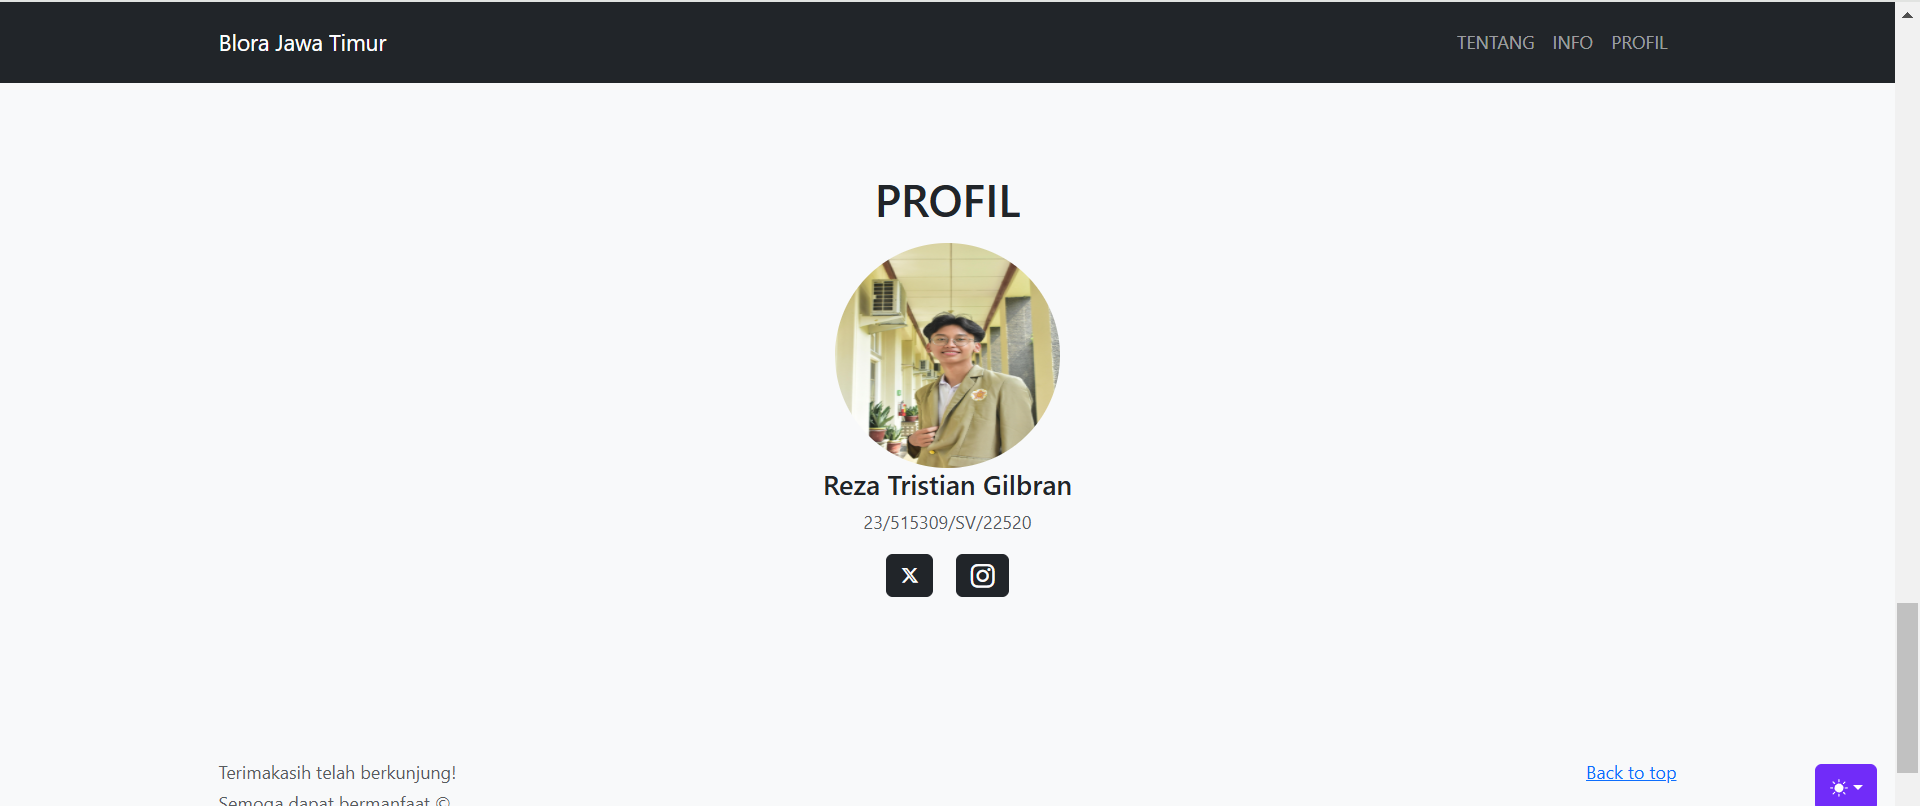 Blora Jawa Timur
TENTANG INFO PROFIL
PROFIL
Reza Tristian Gilbran
23/515309/SV/22520
Terimakasih telah berkunjung!
Back to top
Semoga dapat bermanfaat ©